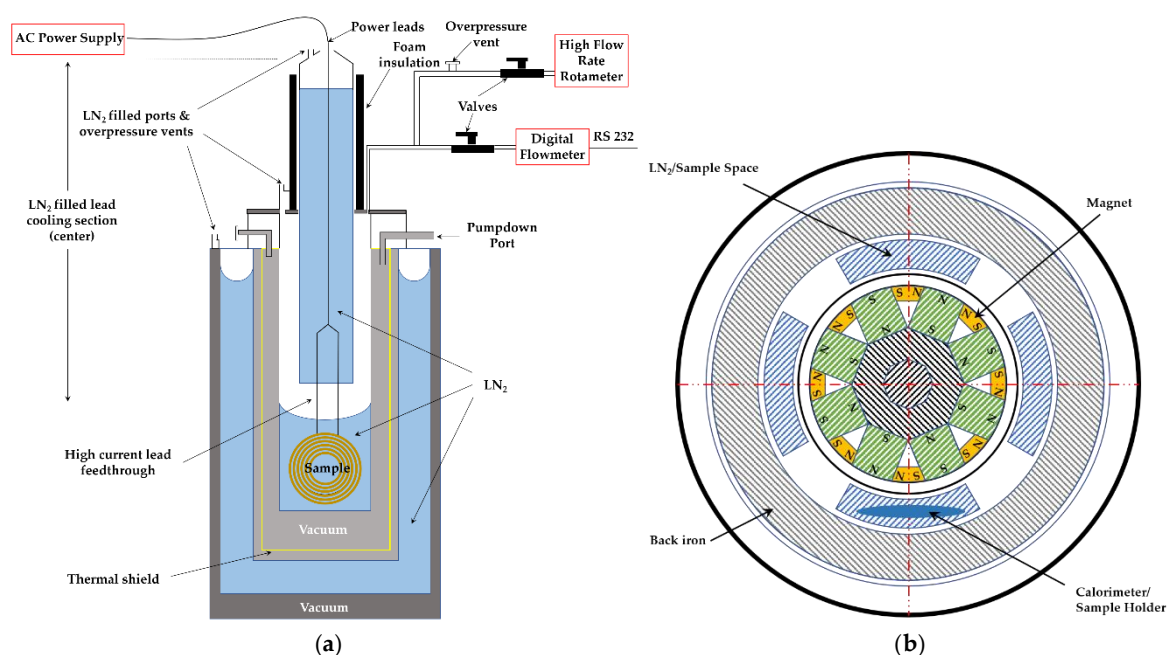 AC Power Supply
Power leads
Foam
insulation
Overpressure
vent
High Flow
Rate
Rotameter
LN2 filled ports &
overpressure vents
Valves
Digital
Flowmeter
RS 232
LN2 filled lead
cooling section
(center)
Pumpdown
Port
LN2
High current lead
feedthrough
Sample
Vacuum
Thermal shield
Vacuum
(a)
LN2/Sample Space
Magnet
S N N S
S S
S N
N S
N S
N S
N S
N S
S N
S S
N N
S N
N S
N N S S N
Back iron
Calorimeter/
Sample Holder
(b)